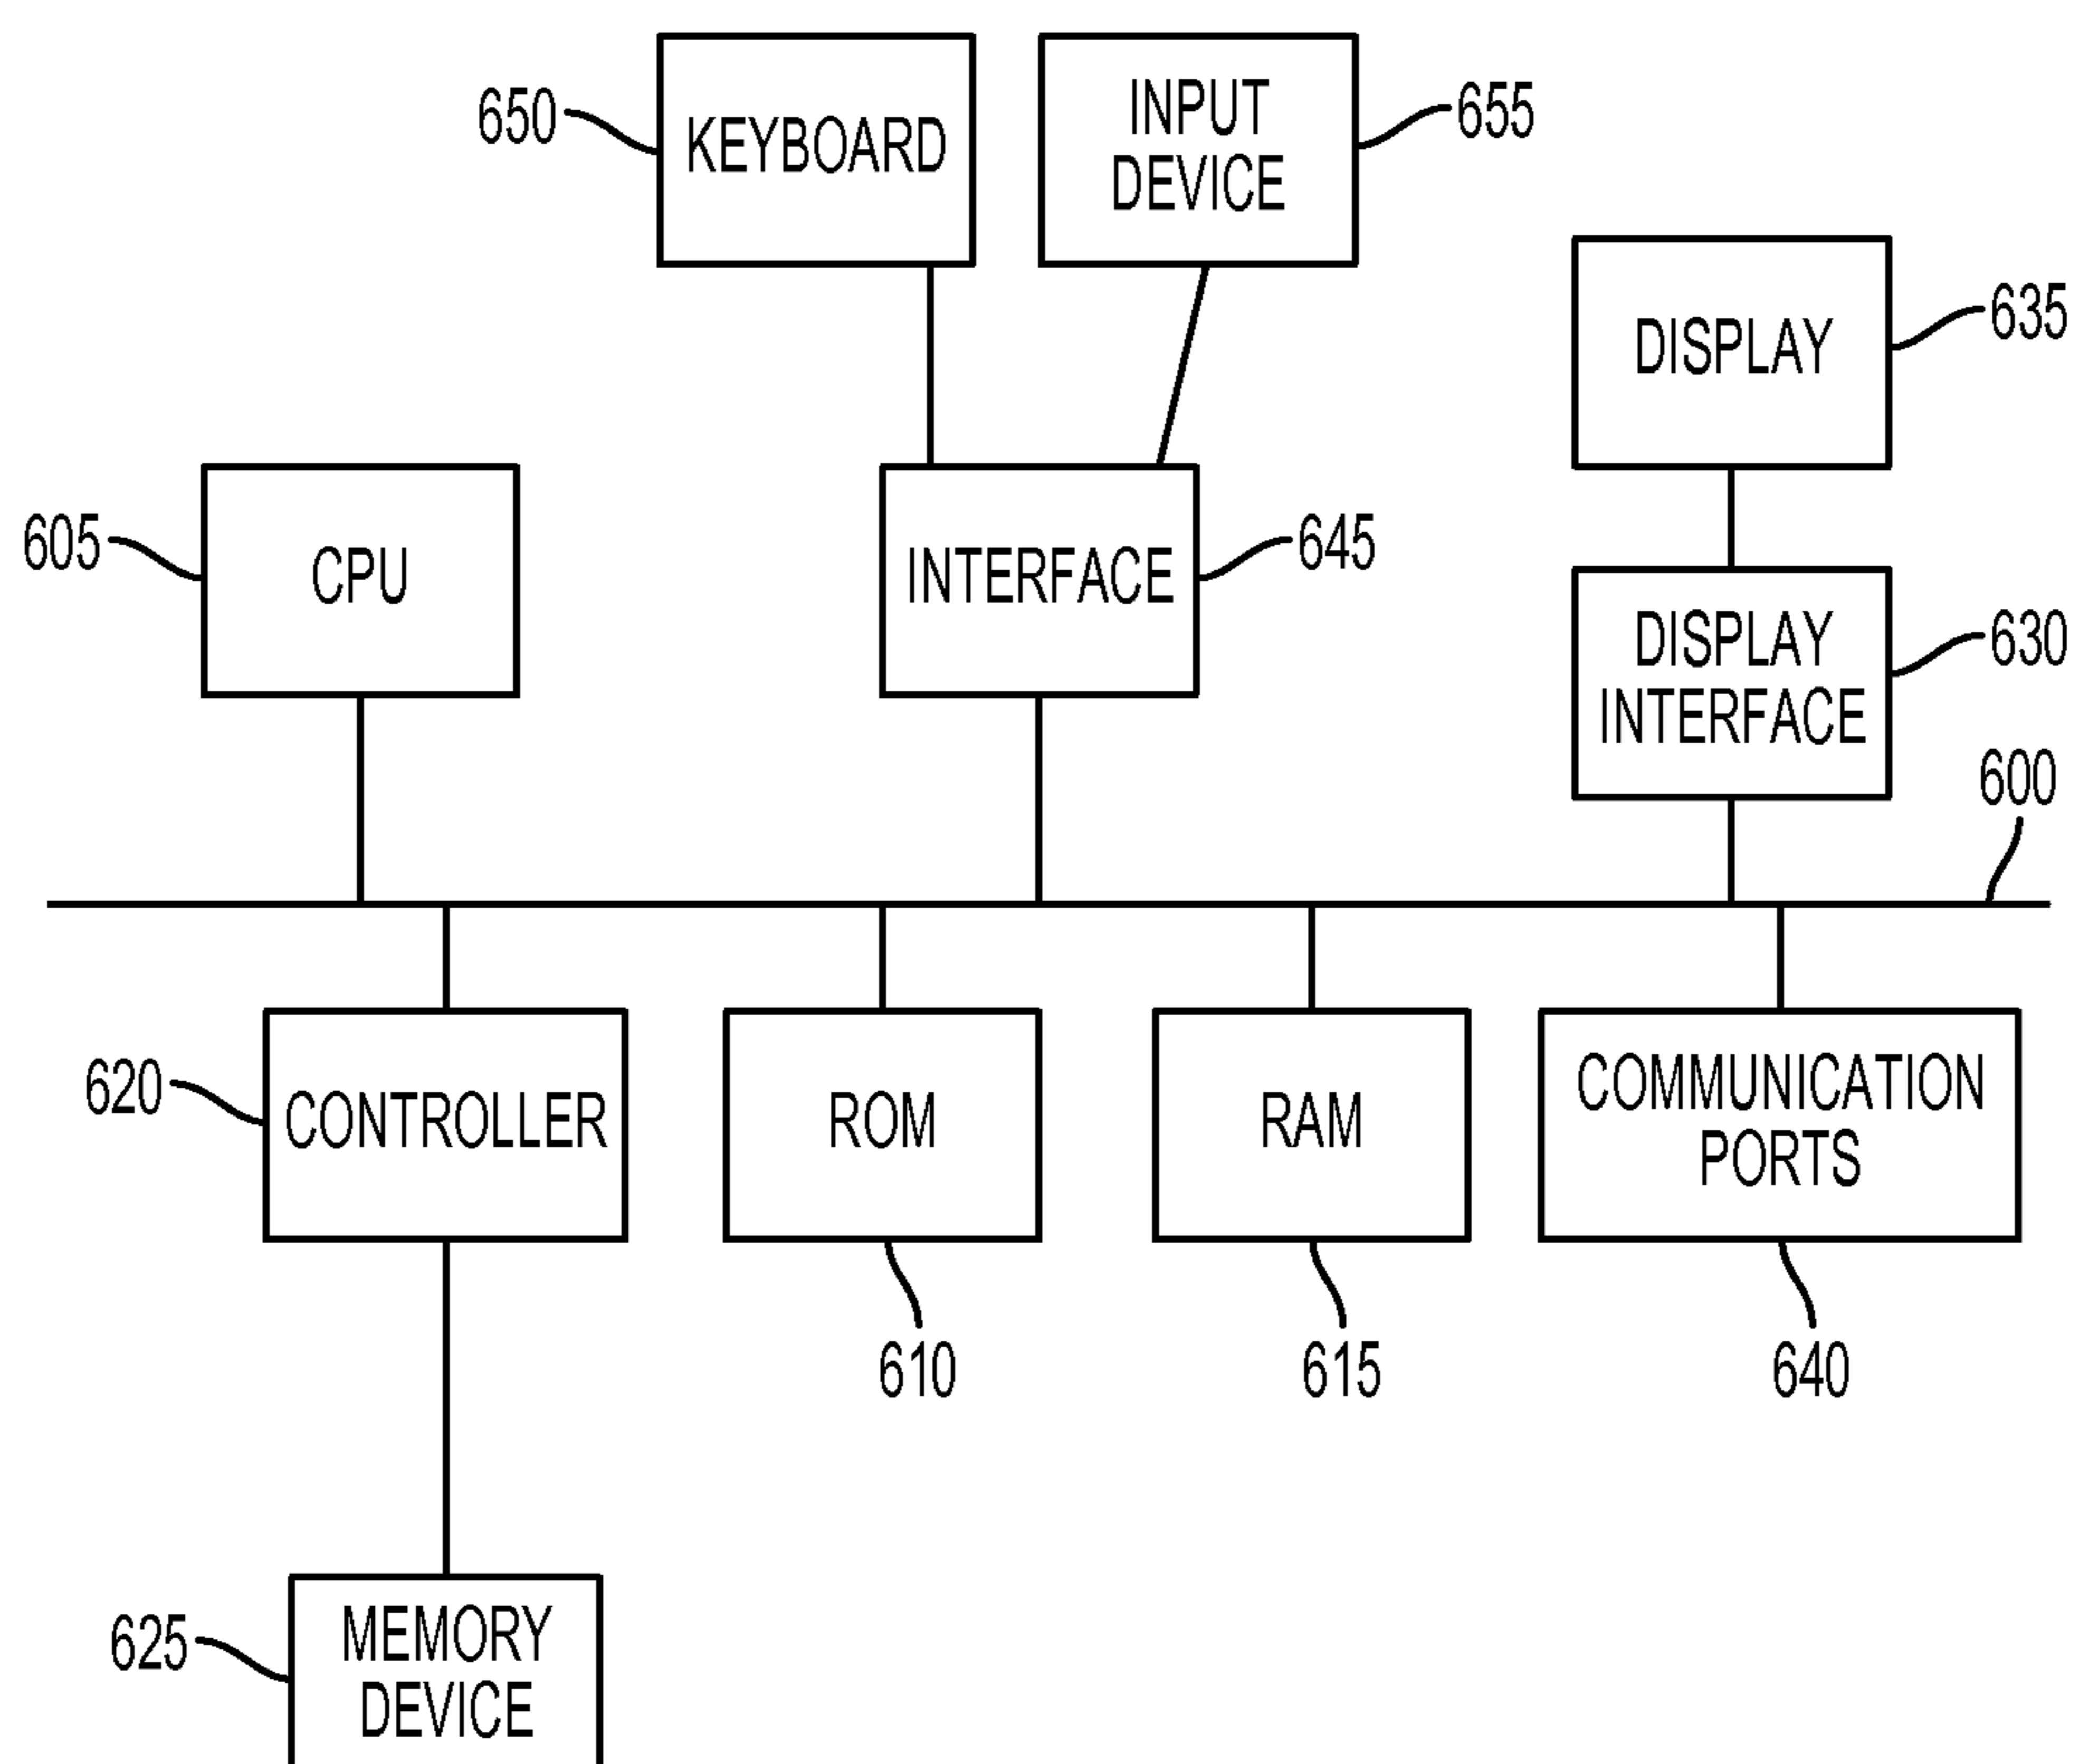 650
KEYBOARD
INPUT
DEVICE
655
DISPLAY
635
605
CPU
INTERFACE
645
DISPLAY
INTERFACE
630
600
620
CONTROLLER
ROM
RAM
COMMUNICATION
PORTS
610
615
640
625
MEMORY
DEVICE